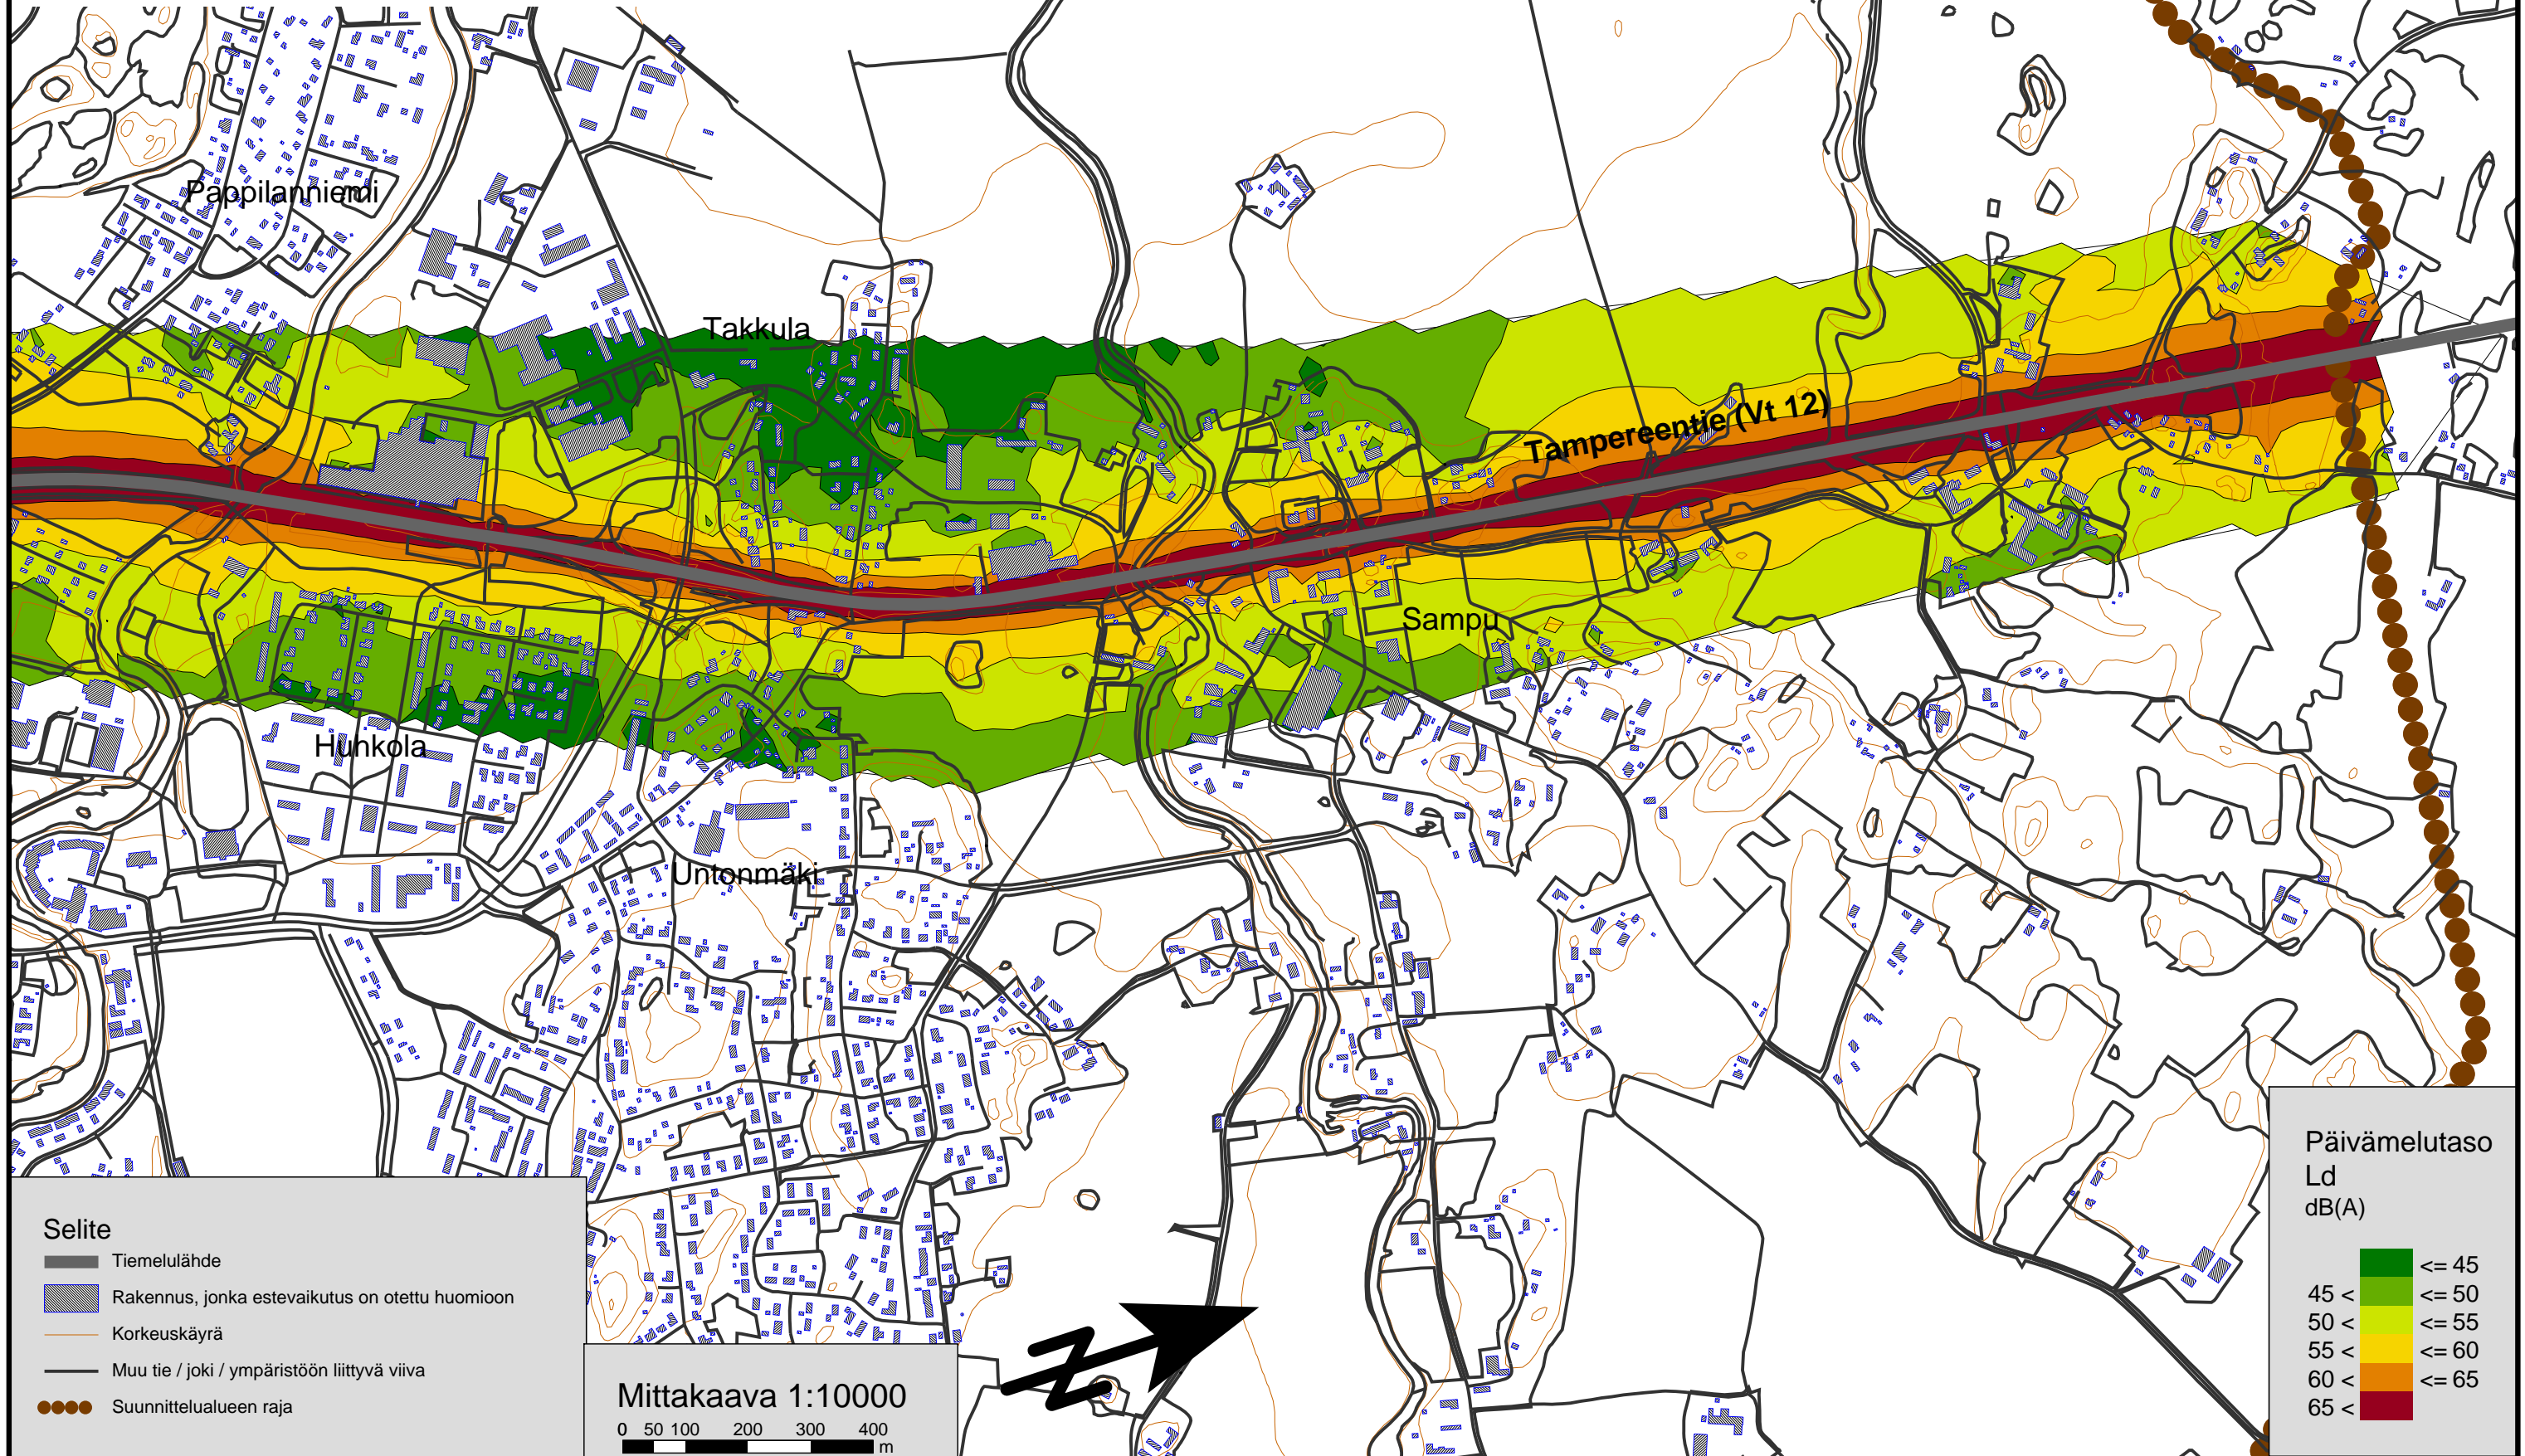 Pappilanniemi
Takkula
Tampereentie (Vt 12)
Sampu
Huhkola
Untonmäki
Selite
Tiemelulähde
Rakennus, jonka estevaikutus on otettu huomioon
Korkeuskäyrä
Muu tie / joki / ympäristöön liittyvä viiva
Suunnittelualueen raja
Mittakaava 1:10000
0 50 100 200 300 400
m
Päivämelutaso
Ld
dB(A)
<= 45
45 < <= 50
50 < <= 55
55 < <= 60
60 < <= 65
65 <